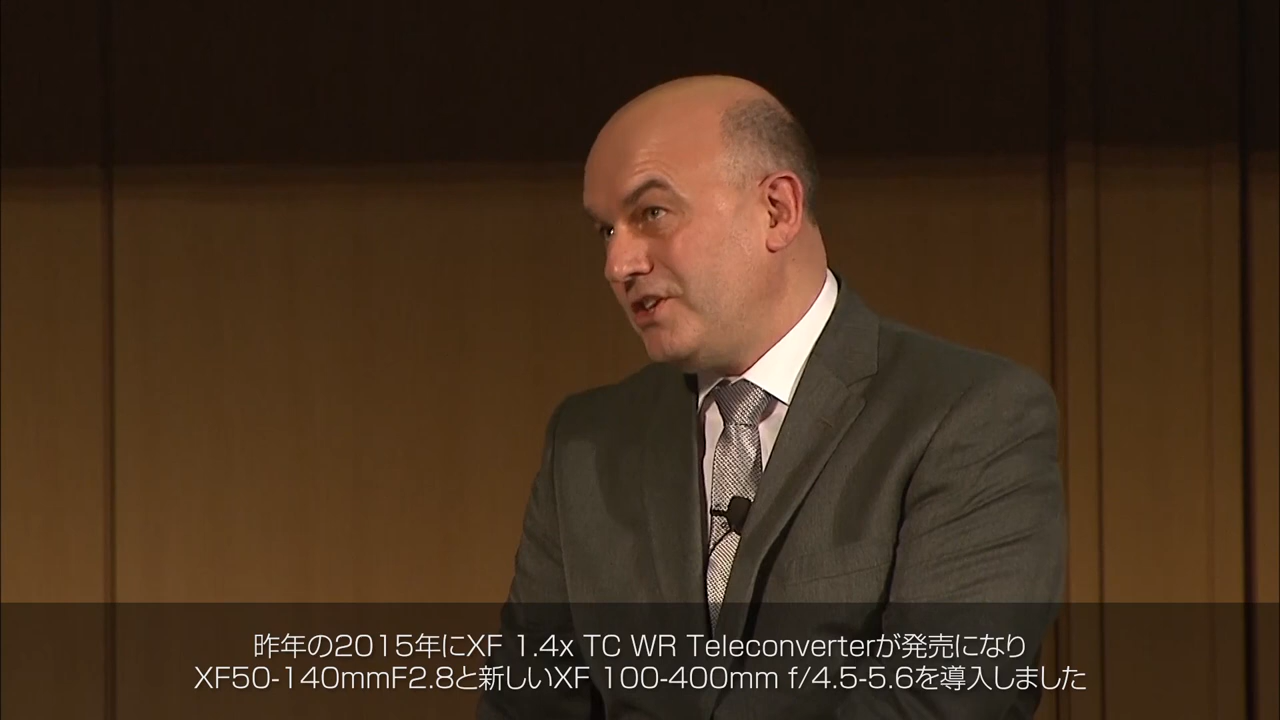 昨年の2015年にXF 1.4x TC WR Teleconverterが発売になり
XF50-140mmF2.8と新しいXF 100-400mm f/4.5-5.6を導入しました